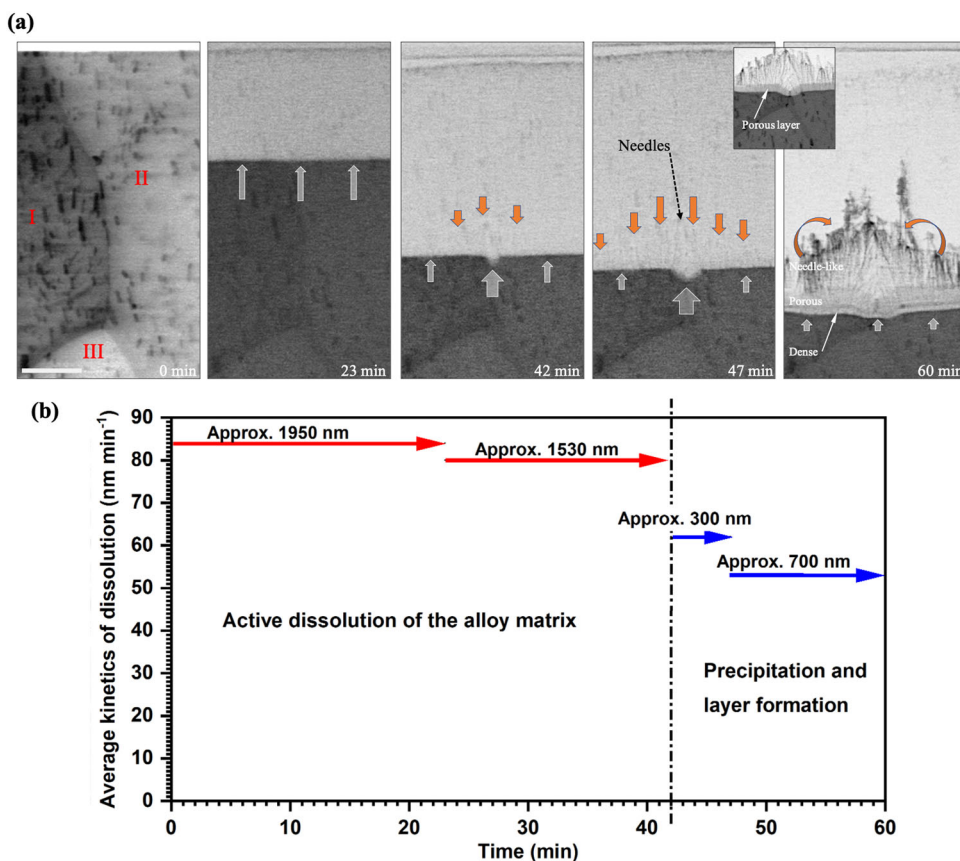 (a)
I
II
III
0 min
23 min
42 min
Needles
47 min
Porous layer
Needle-like
Porous
Dense
60 min
(b)
Average kinetics of dissolution (nm min⁻¹)
90
80
70
60
50
40
30
20
10
0
Approx. 1950 nm
Approx. 1530 nm
Approx. 300 nm
Approx. 700 nm
Active dissolution of the alloy matrix
Precipitation and
layer formation
0
10
20
30
40
50
60
Time (min)